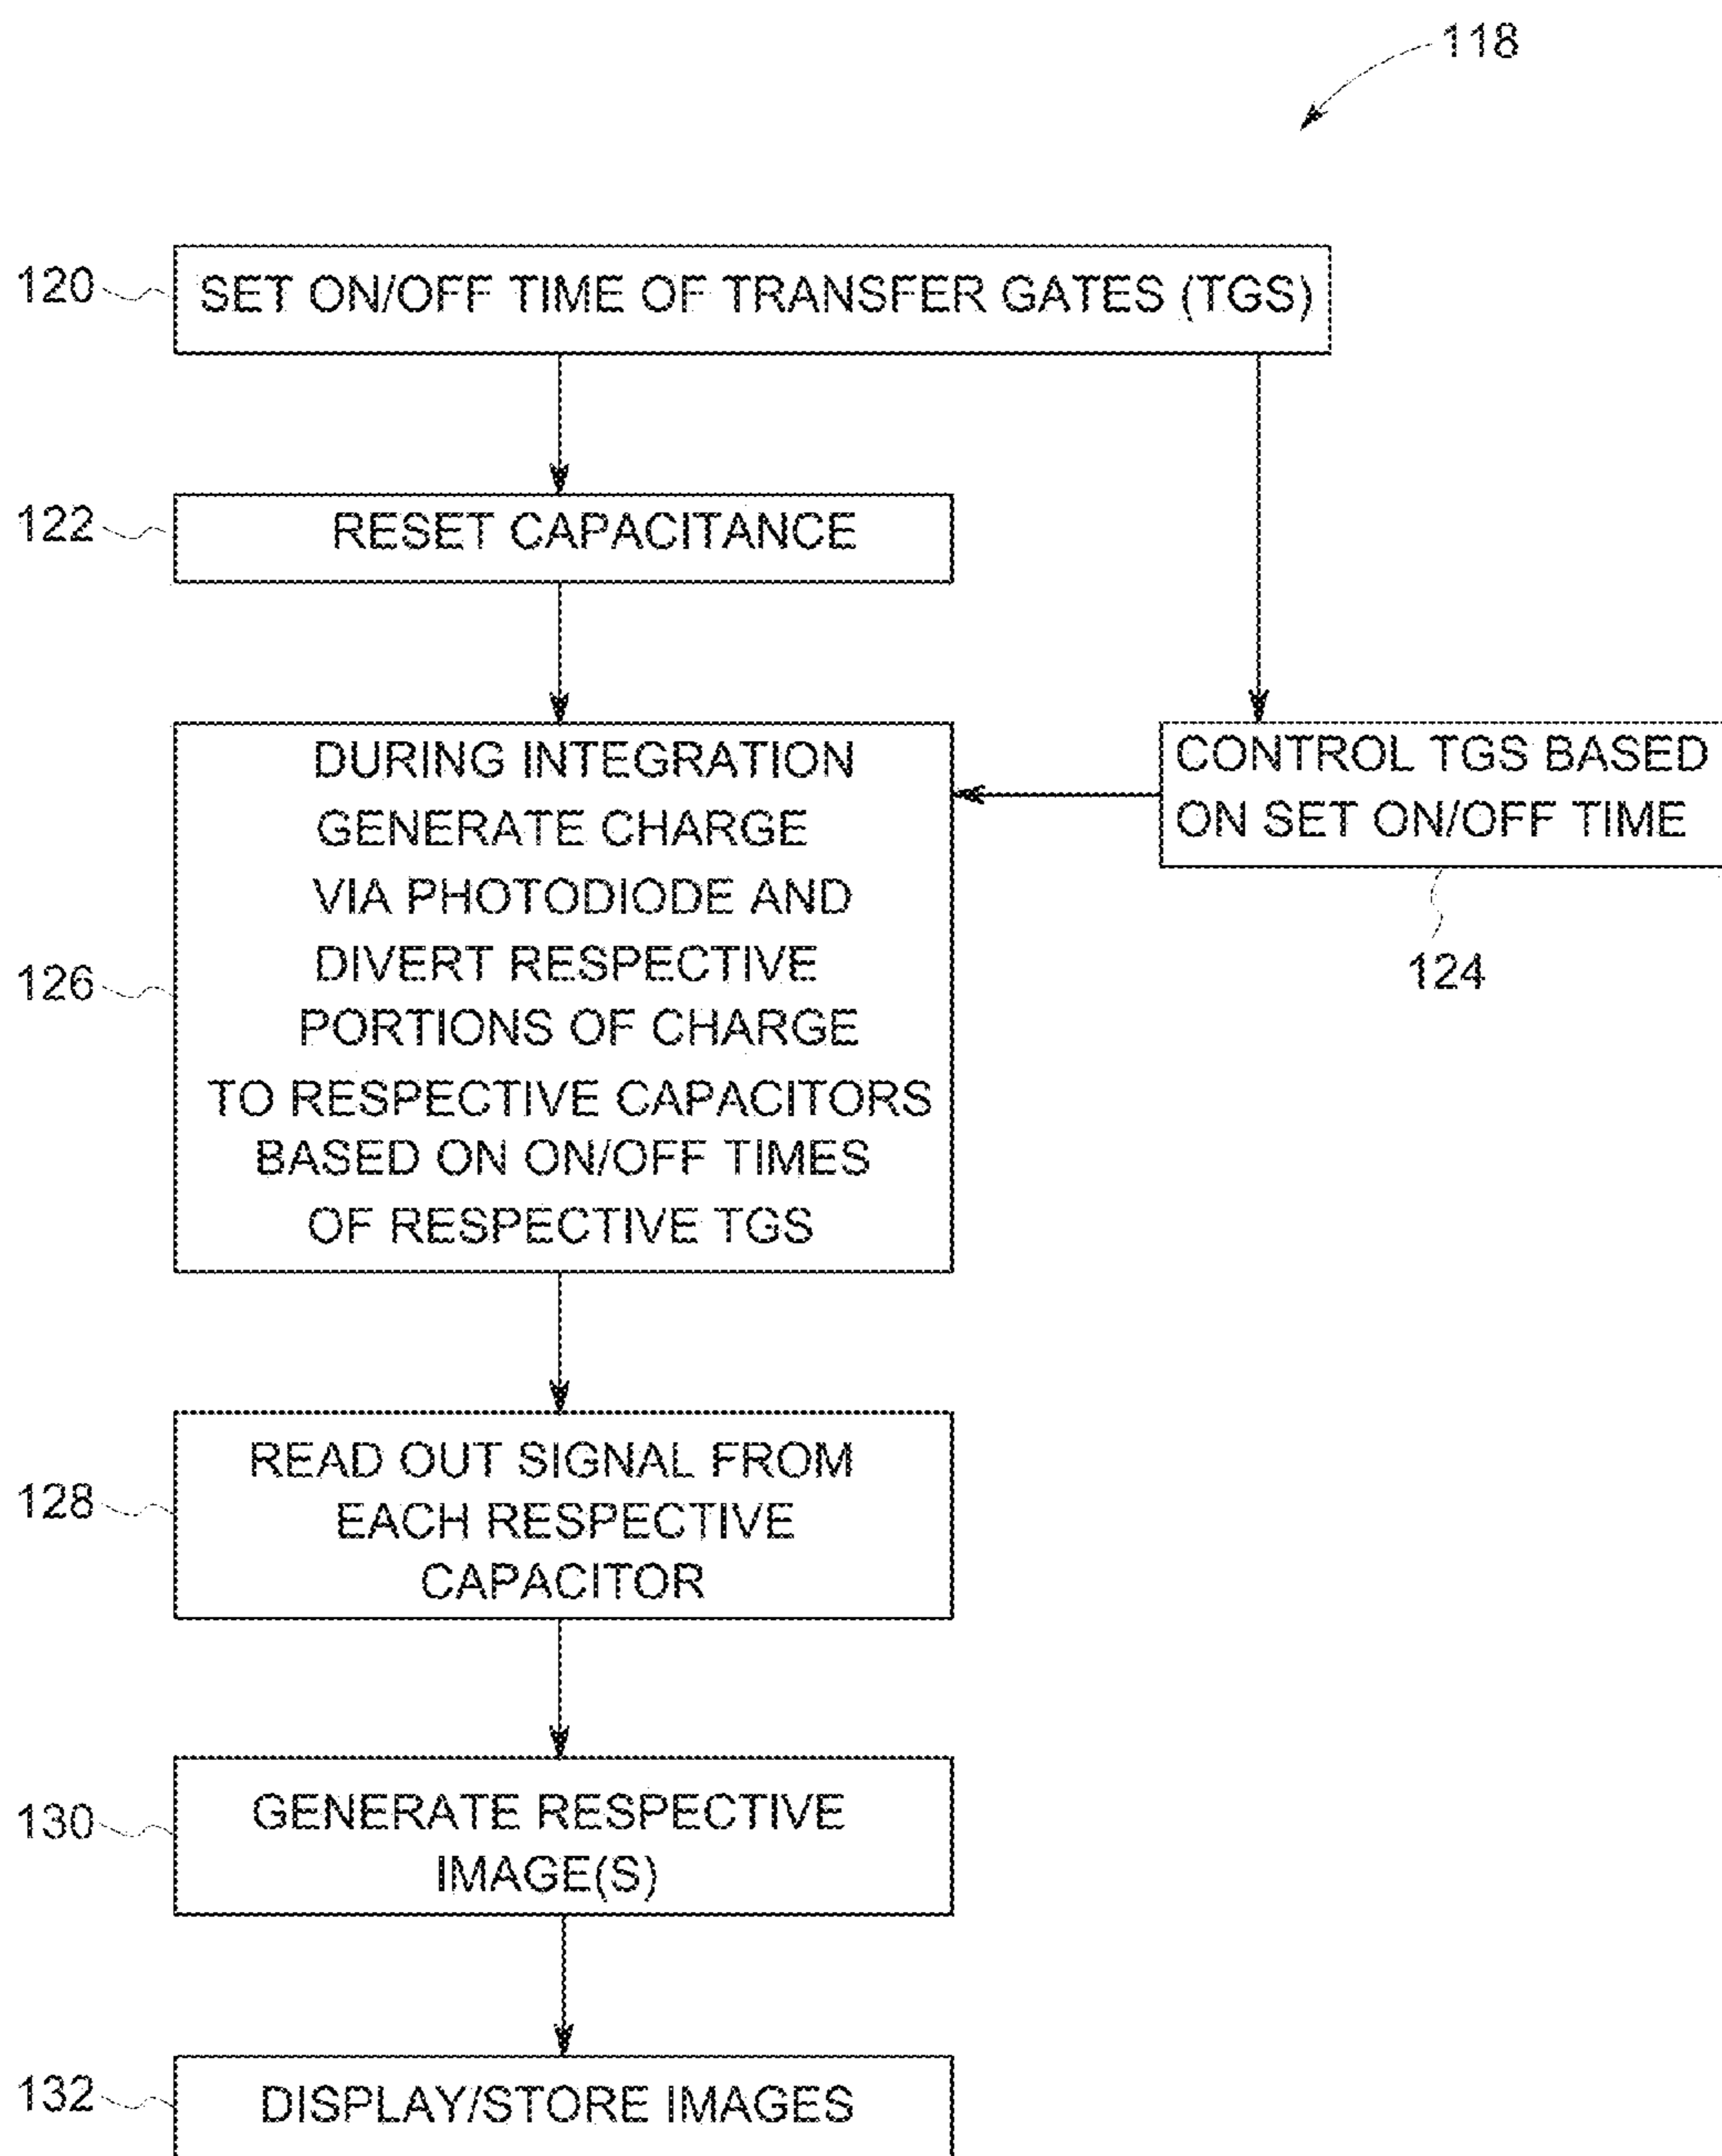 118
120
SET ON/OFF TIME OF TRANSFER GATES (TGS)
122
RESET CAPACITANCE
126
DURING INTEGRATION
GENERATE CHARGE
VIA PHOTODIODE AND
DIVERT RESPECTIVE
PORTIONS OF CHARGE
TO RESPECTIVE CAPACITORS
BASED ON ON/OFF TIMES
OF RESPECTIVE TGS
CONTROL TGS BASED
ON SET ON/OFF TIME
124
128
READ OUT SIGNAL FROM
EACH RESPECTIVE
CAPACITOR
130
GENERATE RESPECTIVE
IMAGE(S)
132
DISPLAY/STORE IMAGES